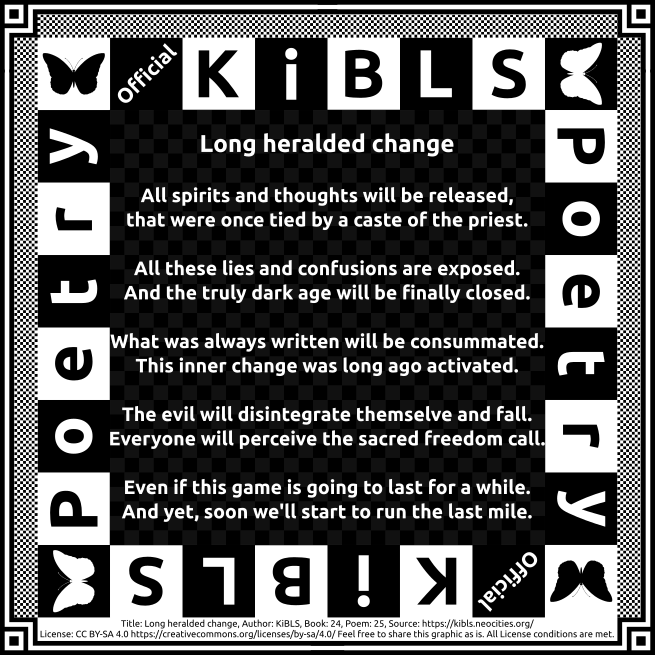 Official KiBLS
Poetry
Poetry
Long heralded change
All spirits and thoughts will be released,
that were once tied by a caste of the priest.
All these lies and confusions are exposed.
And the truly dark age will be finally closed.
What was always written will be consummated.
This inner change was long ago activated.
The evil will disintegrate themselve and fall.
Everyone will perceive the sacred freedom call.
Even if this game is going to last for a while.
And yet, soon we'll start to run the last mile.
Official KiBLS
Title: Long heralded change, Author: KiBLS, Book: 24, Poem: 25, Source: https://kibls.neocities.org/
License: CC BY-SA 4.0 https://creativecommons.org/licenses/by-sa/4.0/ Feel free to share this graphic as is. All License conditions are met.